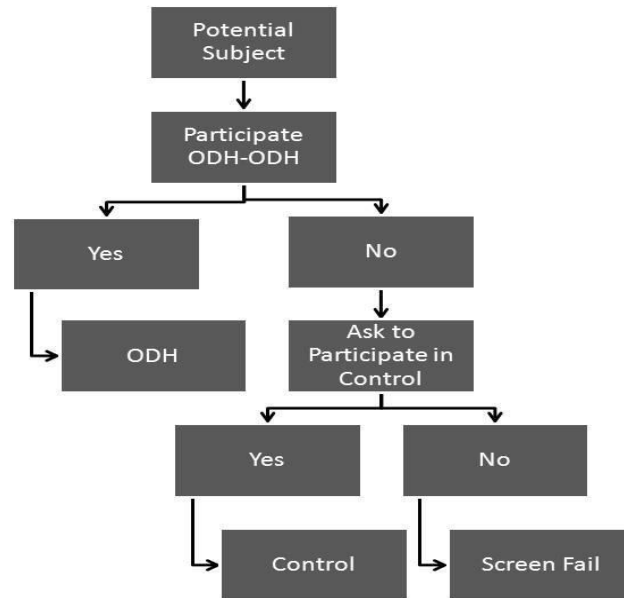 Potential
Subject
Participate
ODH-ODH
Yes
No
ODH
Ask to
Participate in
Control
Yes
No
Control
Screen Fail